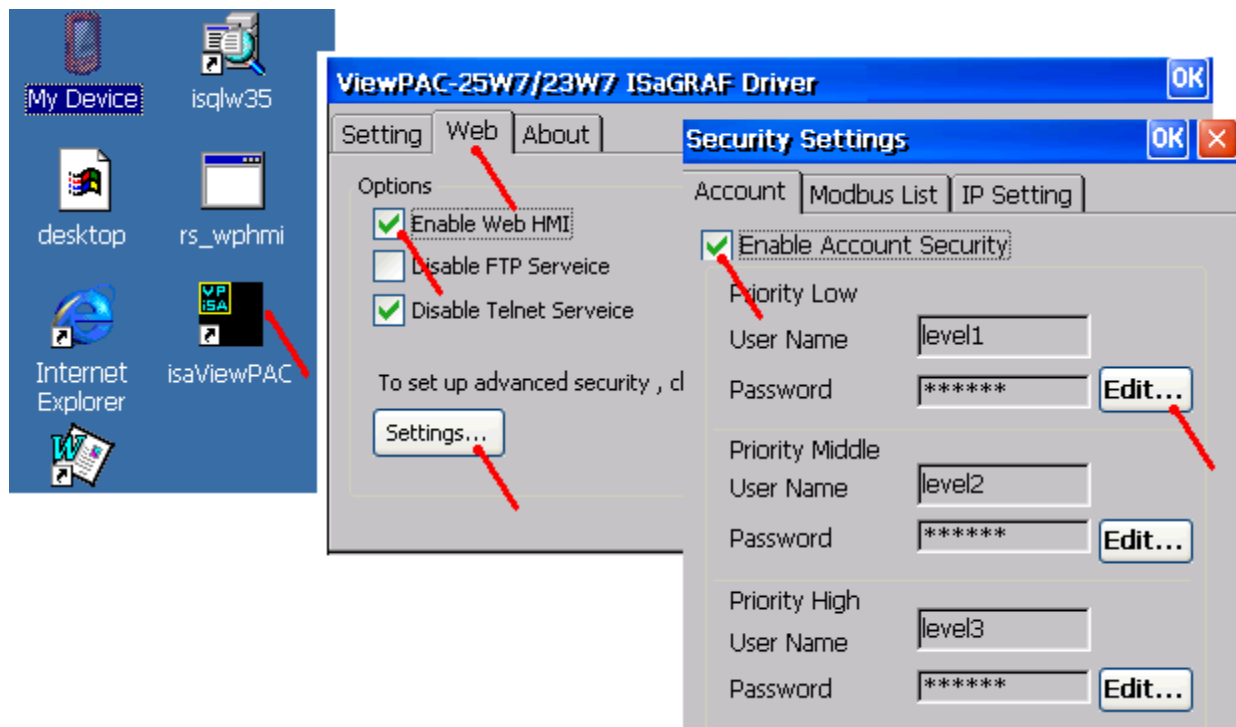 My Device
isqlw35
desktop
rs_wphmi
VP
iSA
Internet
Explorer
isaViewPAC
W
ViewPAC-25W7/23W7 ISaGRAF Driver
OK
Setting
Web
About
Options
Enable Web HMI
Disable FTP Serveice
Disable Telnet Serveice
To set up advanced security , cl
Settings...
Security Settings
OK
Account
Modbus List
IP Setting
Enable Account Security
Priority Low
User Name
level1
Password
******
Edit...
Priority Middle
User Name
level2
Password
******
Edit...
Priority High
User Name
level3
Password
******
Edit...